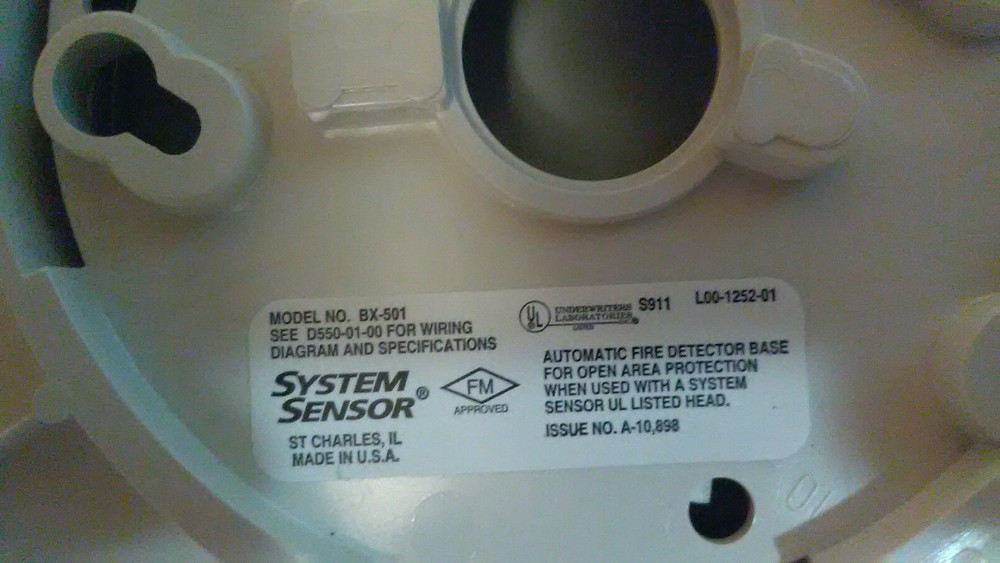 MODEL NO. BX-501
SEE D550-01-00 FOR WIRING
DIAGRAM AND SPECIFICATIONS
SYSTEM
SENSOR®
FM
APPROVED
ST CHARLES, IL
MADE IN U.S.A.
UL
UNDERWRITERS
LABORATORIES
LISTED
S911
L00-1252-01
AUTOMATIC FIRE DETECTOR BASE
FOR OPEN AREA PROTECTION
WHEN USED WITH A SYSTEM
SENSOR UL LISTED HEAD.
ISSUE NO. A-10,898